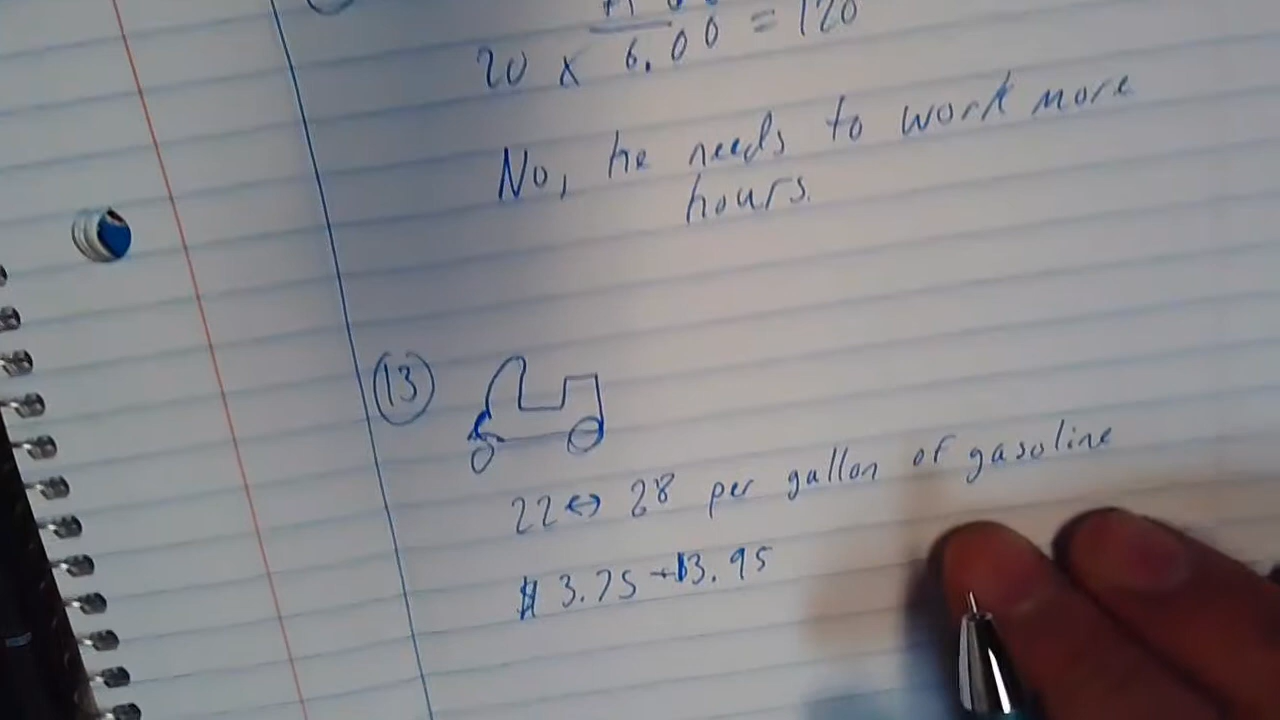 20 x 6.00 = 120
No, he needs to work more
hours.
13
22 <-> 28 per gallon of gasoline
$ 3.75 - $3.95